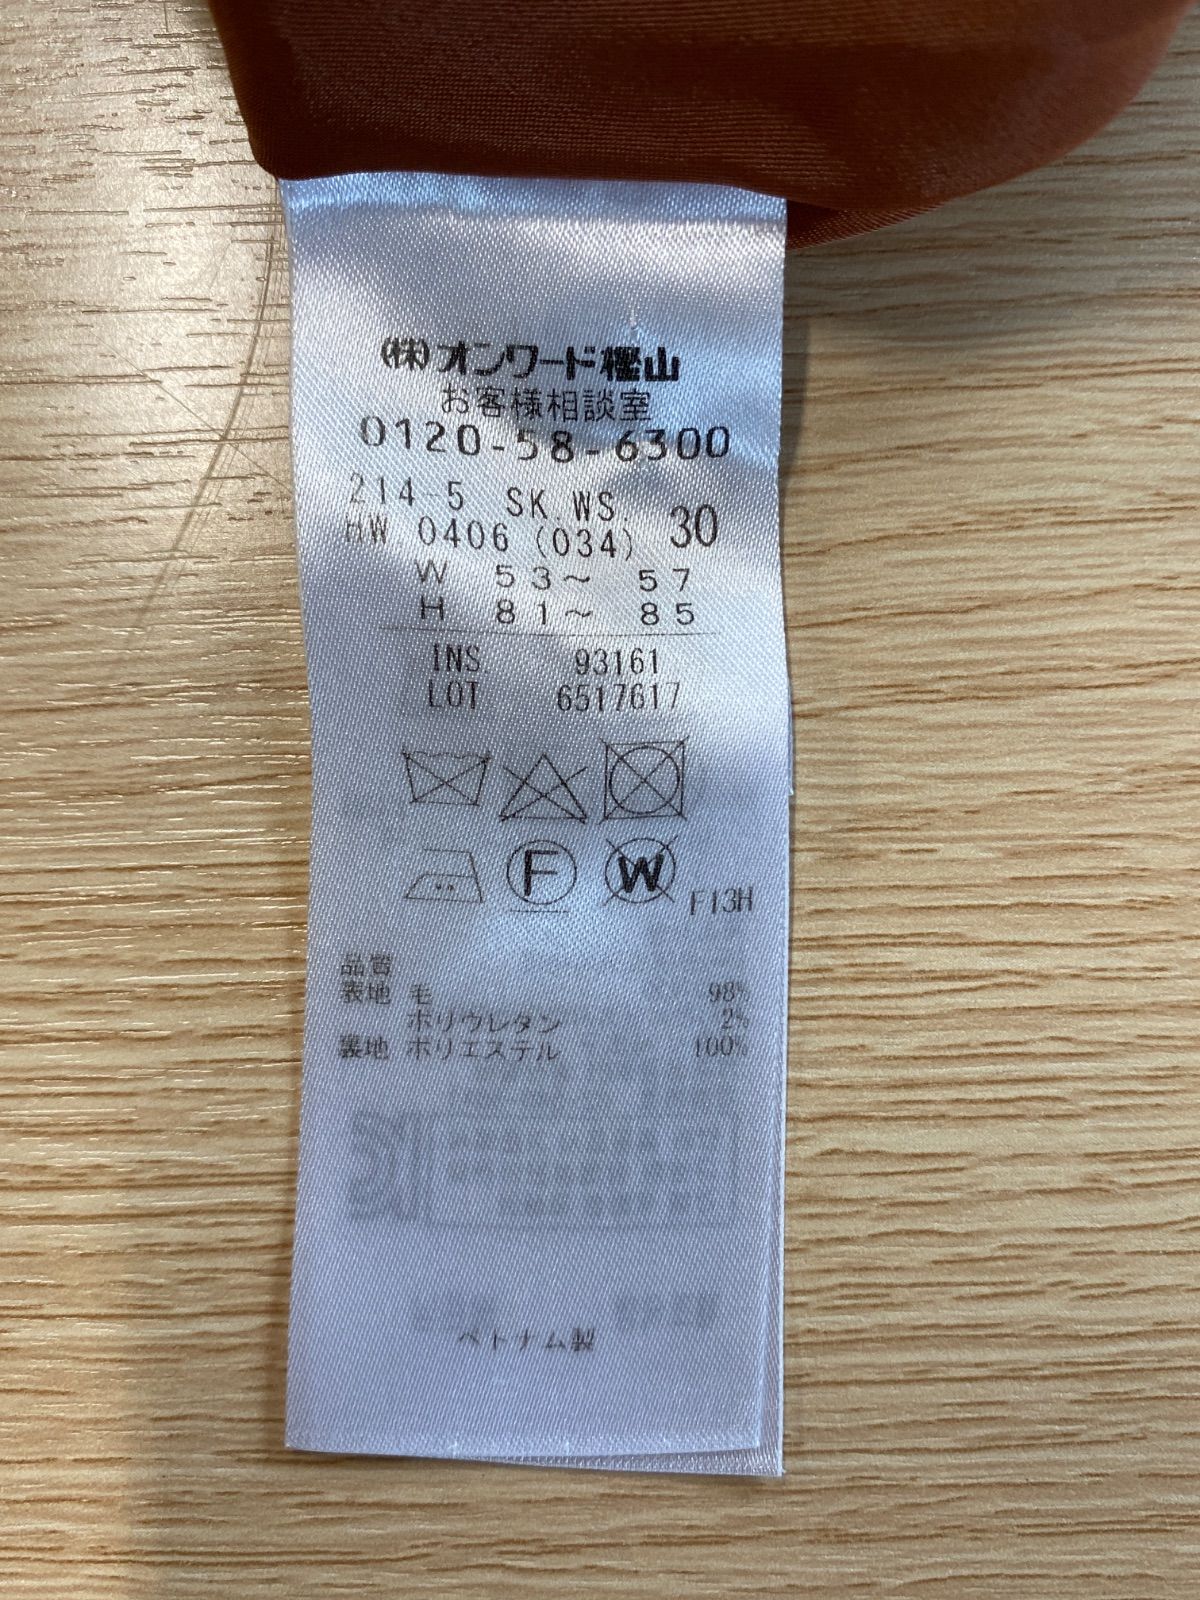 (株)オンワード樫山
お客様相談室
0120-58-6300
214-5 SK WS 30
HW 0406 (034)
W 53～ 57
H 81～ 85
INS 93161
LOT 6517617
F W F13H
品質
表地 毛 98%
ポリウレタン 2%
裏地 ポリエステル 100%
ベトナム製